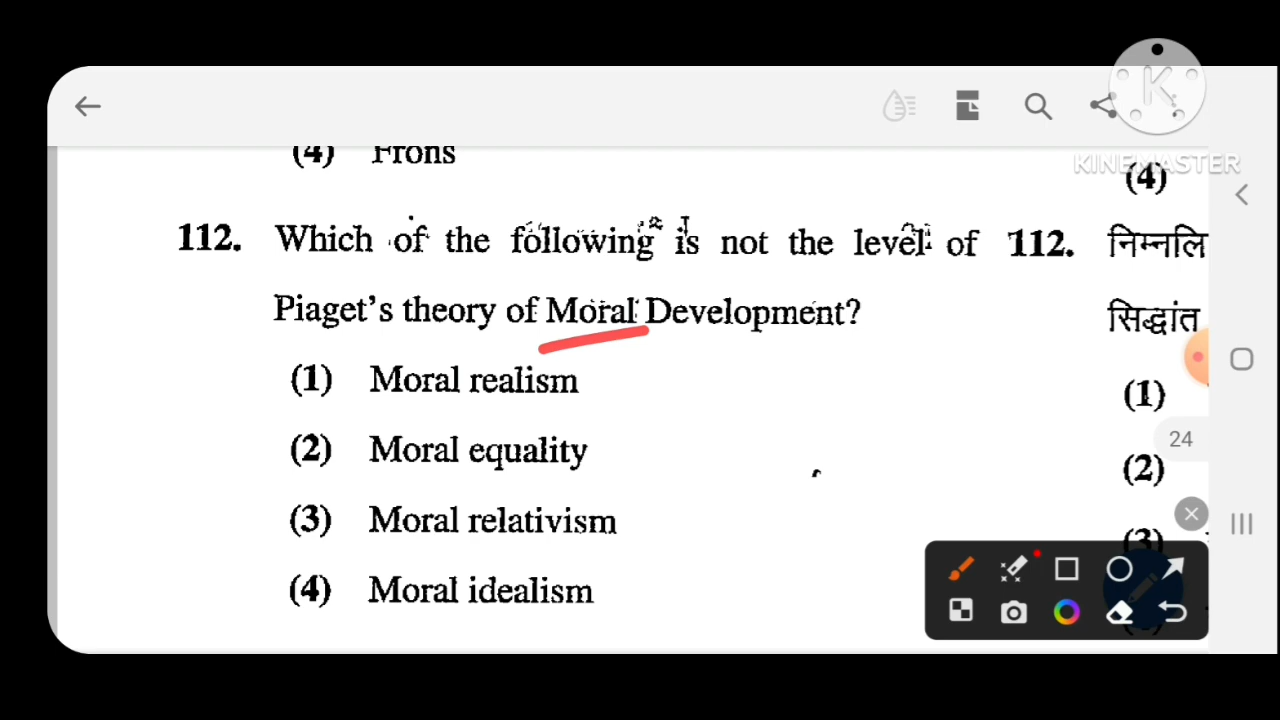 KINEMASTER
(4) Frons
(4)
112. Which of the following is not the level of
Piaget's theory of Moral Development?
(1) Moral realism
(2) Moral equality
(3) Moral relativism
(4) Moral idealism
112. निम्नलि
सिद्धांत
(1)
24
(2)
(3)